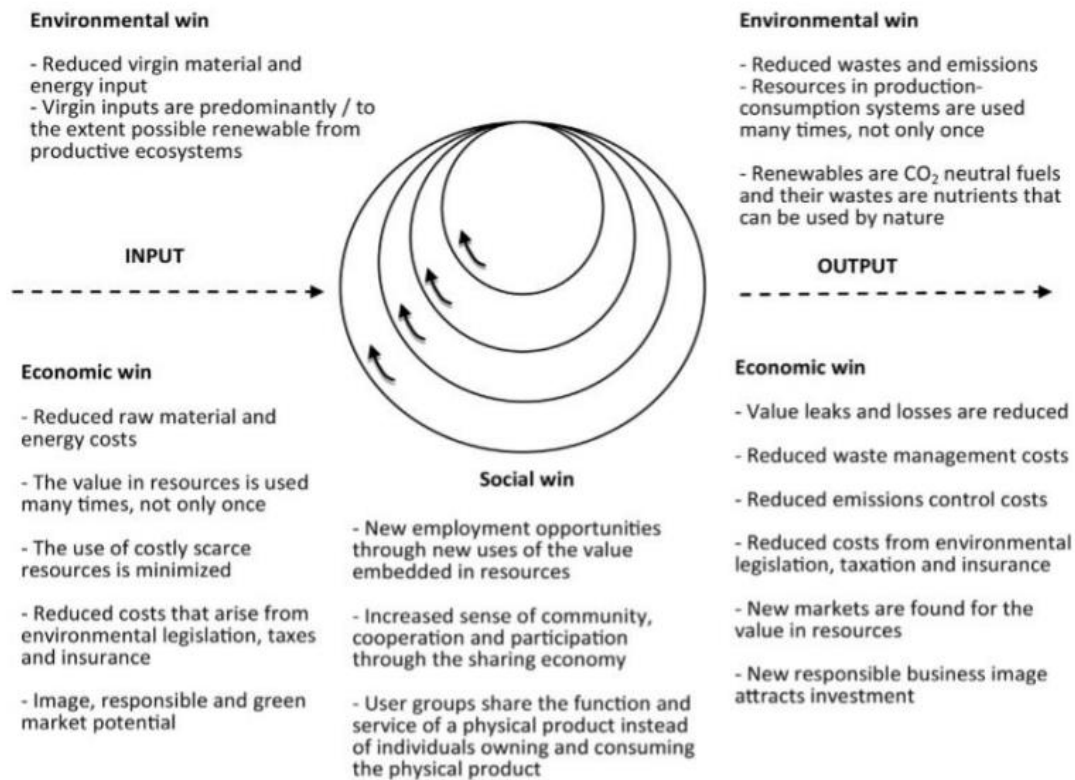 Environmental win
- Reduced virgin material and
energy input
- Virgin inputs are predominantly / to
the extent possible renewable from
productive ecosystems
INPUT
Economic win
- Reduced raw material and
energy costs
- The value in resources is used
many times, not only once
- The use of costly scarce
resources is minimized
- Reduced costs that arise from
environmental legislation, taxes
and insurance
- Image, responsible and green
market potential
Social win
- New employment opportunities
through new uses of the value
embedded in resources
- Increased sense of community,
cooperation and participation
through the sharing economy
- User groups share the function and
service of a physical product instead
of individuals owning and consuming
the physical product
Environmental win
- Reduced wastes and emissions
- Resources in production-
consumption systems are used
many times, not only once
- Renewables are CO₂ neutral fuels
and their wastes are nutrients that
can be used by nature
OUTPUT
Economic win
- Value leaks and losses are reduced
- Reduced waste management costs
- Reduced emissions control costs
- Reduced costs from environmental
legislation, taxation and insurance
- New markets are found for the
value in resources
- New responsible business image
attracts investment